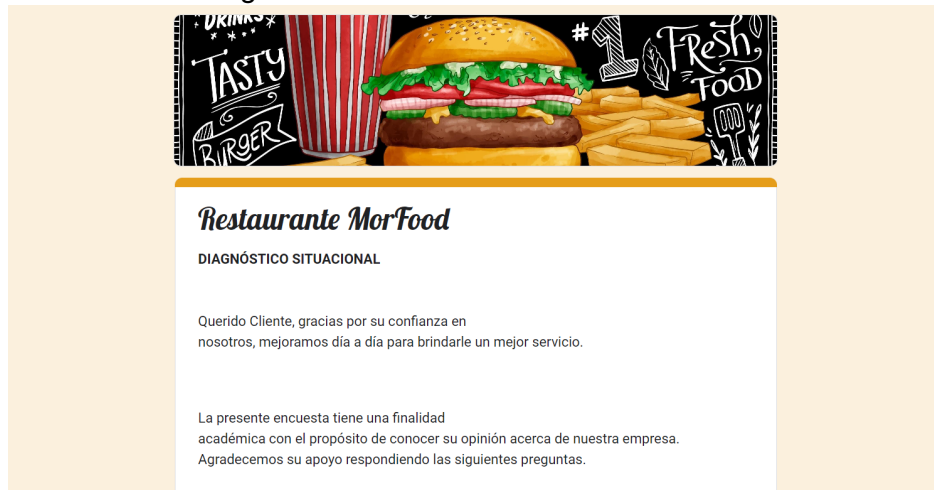 DRINKS
TASTY
BURGER
#1
FRESH
FOOD
Restaurante MorFood
DIAGNÓSTICO SITUACIONAL
Querido Cliente, gracias por su confianza en
nosotros, mejoramos día a día para brindarle un mejor servicio.
La presente encuesta tiene una finalidad
académica con el propósito de conocer su opinión acerca de nuestra empresa.
Agradecemos su apoyo respondiendo las siguientes preguntas.